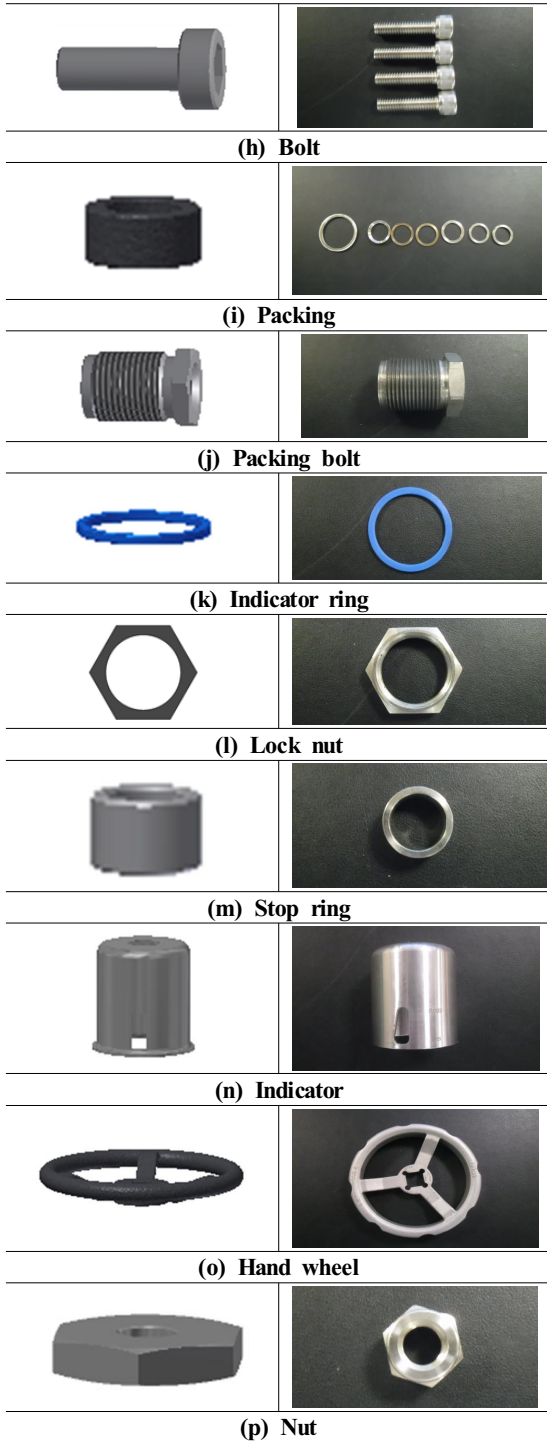 (h) Bolt
(i) Packing
(j) Packing bolt
(k) Indicator ring
(l) Lock nut
(m) Stop ring
(n) Indicator
(o) Hand wheel
(p) Nut